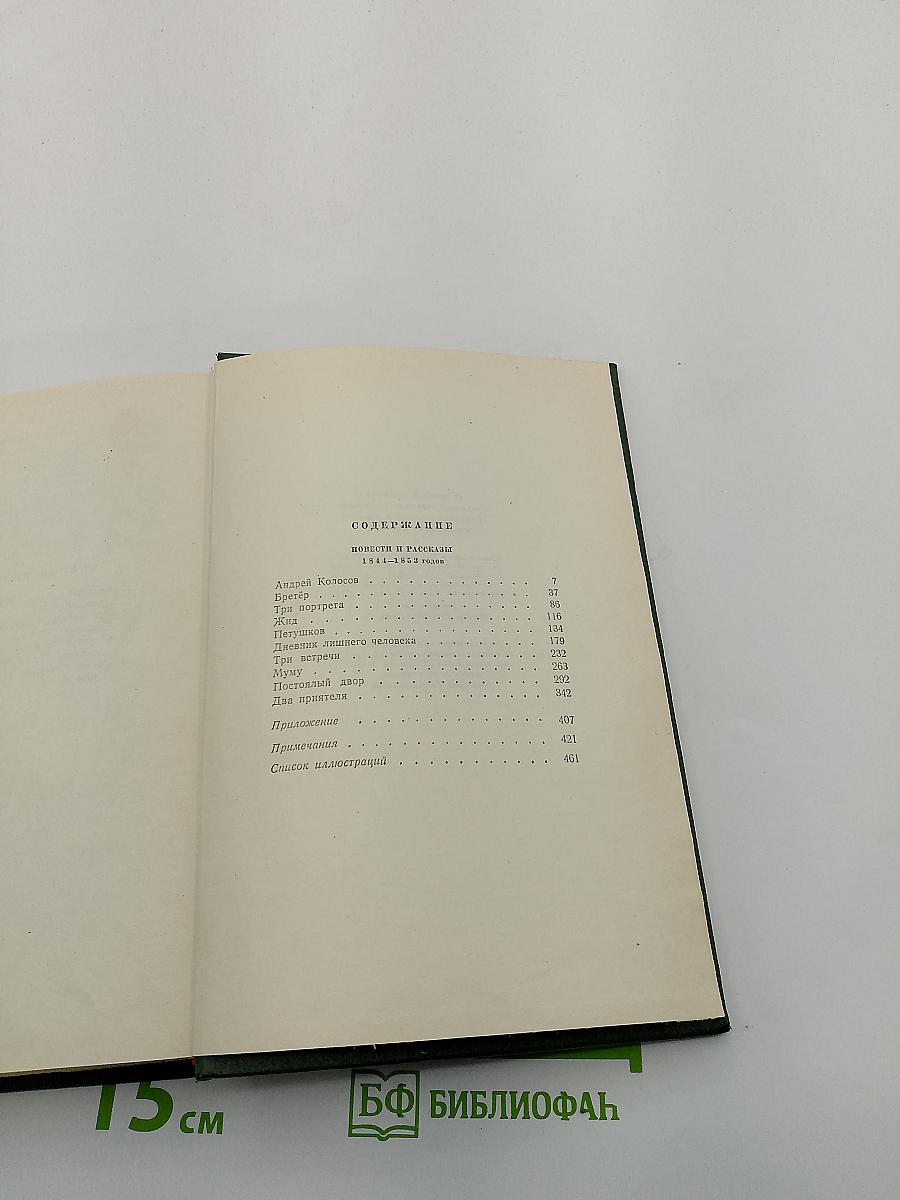 СОДЕРЖАНИЕ
ПОВЕСТИ И РАССКАЗЫ
1844—1853 годов
Андрей Колосов . . . . . . . . . . . . 7
Бретёр . . . . . . . . . . . . . . . 37
Три портрета . . . . . . . . . . . . . 86
Жид . . . . . . . . . . . . . . . . 116
Петушков . . . . . . . . . . . . . . 134
Дневник лишнего человека . . . . . . . . 179
Три встречи . . . . . . . . . . . . . 232
Муму . . . . . . . . . . . . . . . . 263
Постоялый двор . . . . . . . . . . . . 292
Два приятеля . . . . . . . . . . . . . 342
Приложение . . . . . . . . . . . . . 407
Примечания . . . . . . . . . . . . . 421
Список иллюстраций . . . . . . . . . . . 461
15 см
БФ БИБЛИОФАН